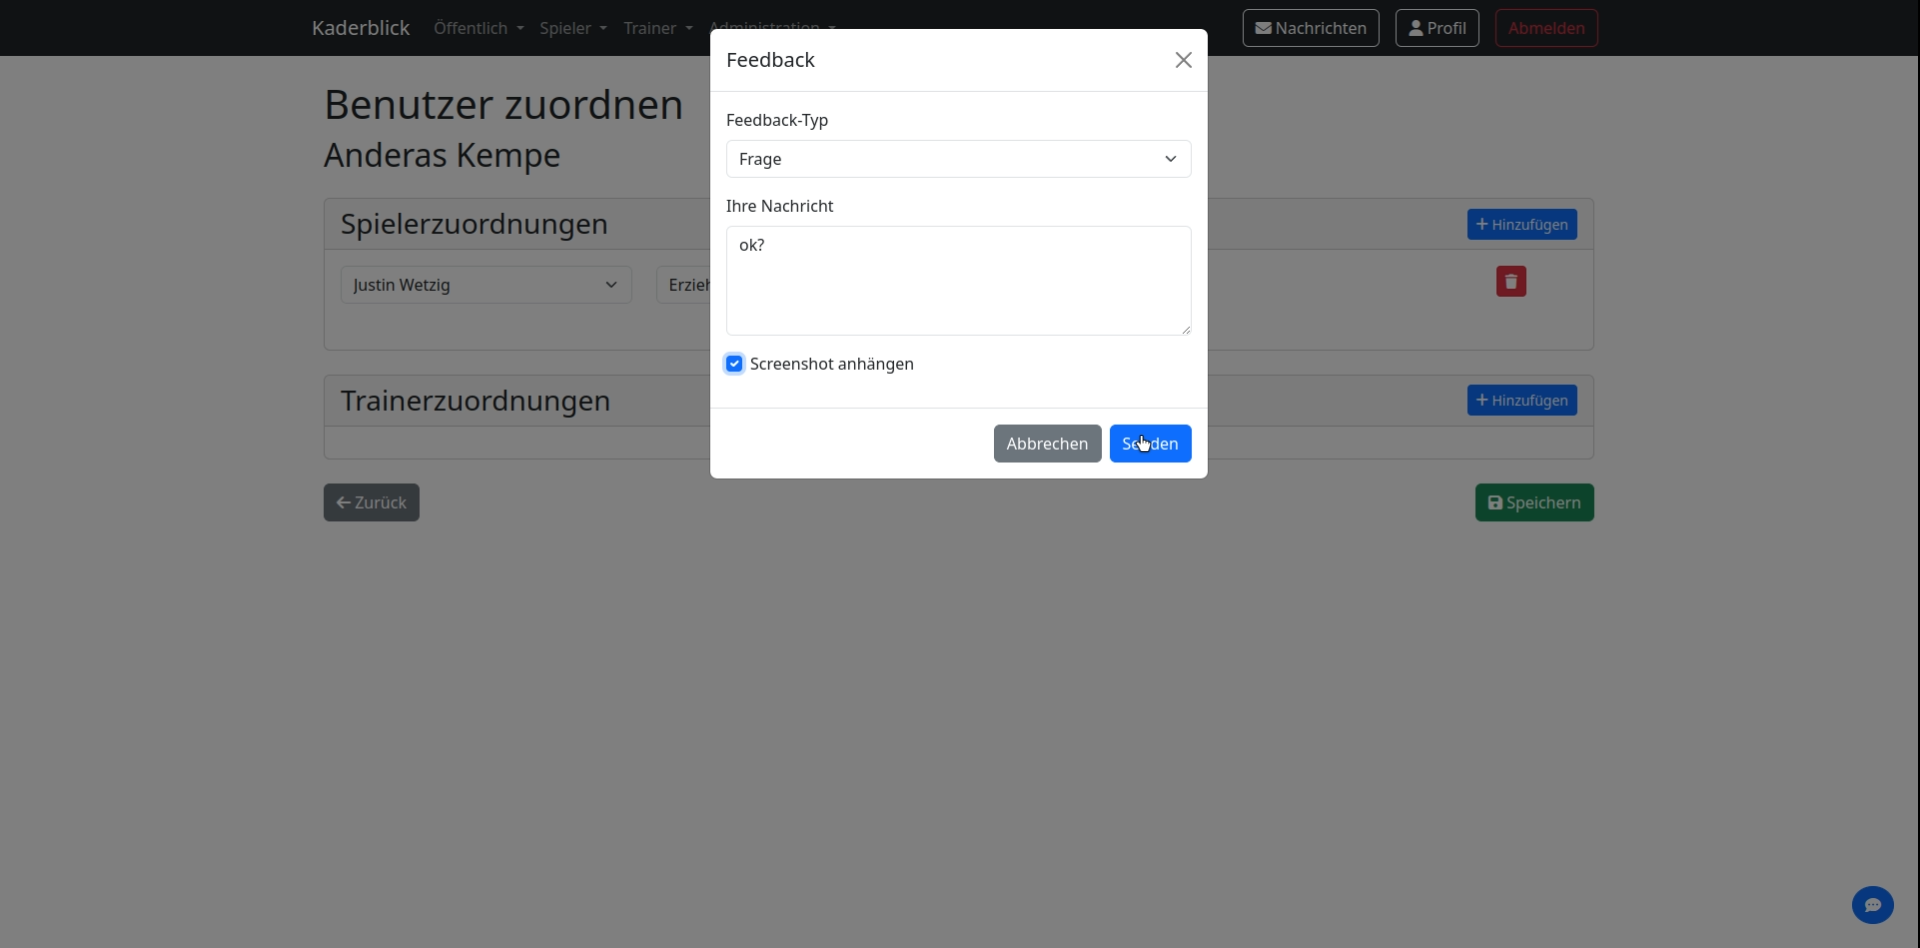 Kaderblick Öffentlich Spieler Trainer Administration Nachrichten Profil Abmelden
Feedback
Benutzer zuordnen
Anderas Kempe
Feedback-Typ
Frage
Ihre Nachricht
ok?
Spielerzuordnungen
Hinzufügen
Justin Wetzig
Screenshot anhängen
Trainerzuordnungen
Hinzufügen
Abbrechen Senden
Zurück
Speichern